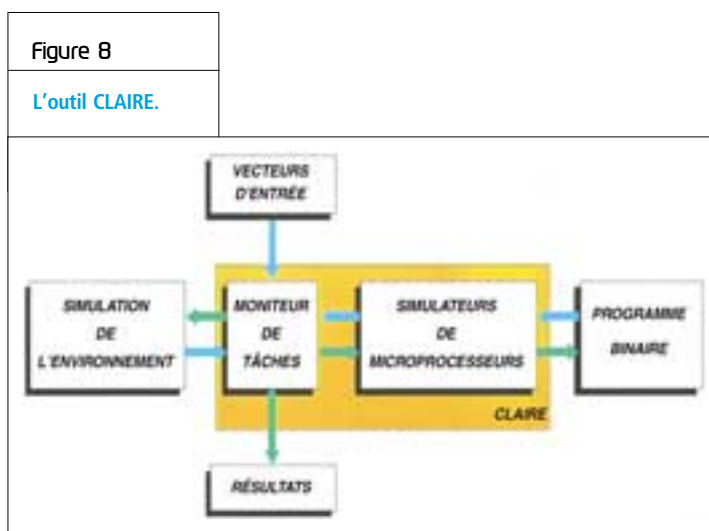 Figure 8
L'outil CLAIRE.
VECTEURS
D'ENTRÉE
SIMULATION
DE
L'ENVIRONNEMENT
MONITEUR
DE
TÂCHES
SIMULATEURS
DE
MICROPROCESSEURS
PROGRAMME
BINAIRE
CLAIRE
RÉSULTATS